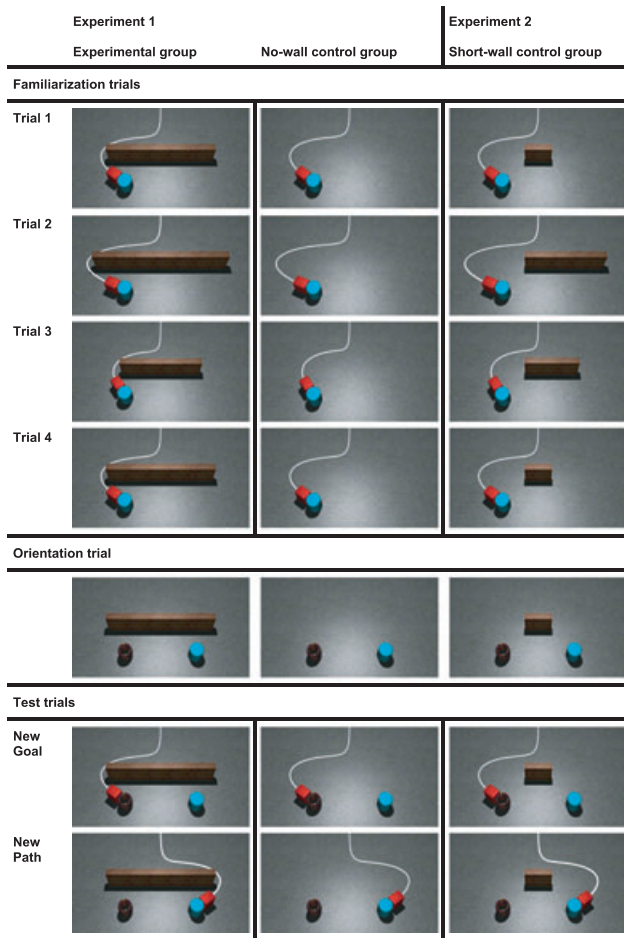 Experiment 1
Experiment 2
Experimental group
No-wall control group
Short-wall control group
Familiarization trials
Trial 1
Trial 2
Trial 3
Trial 4
Orientation trial
Test trials
New
Goal
New
Path